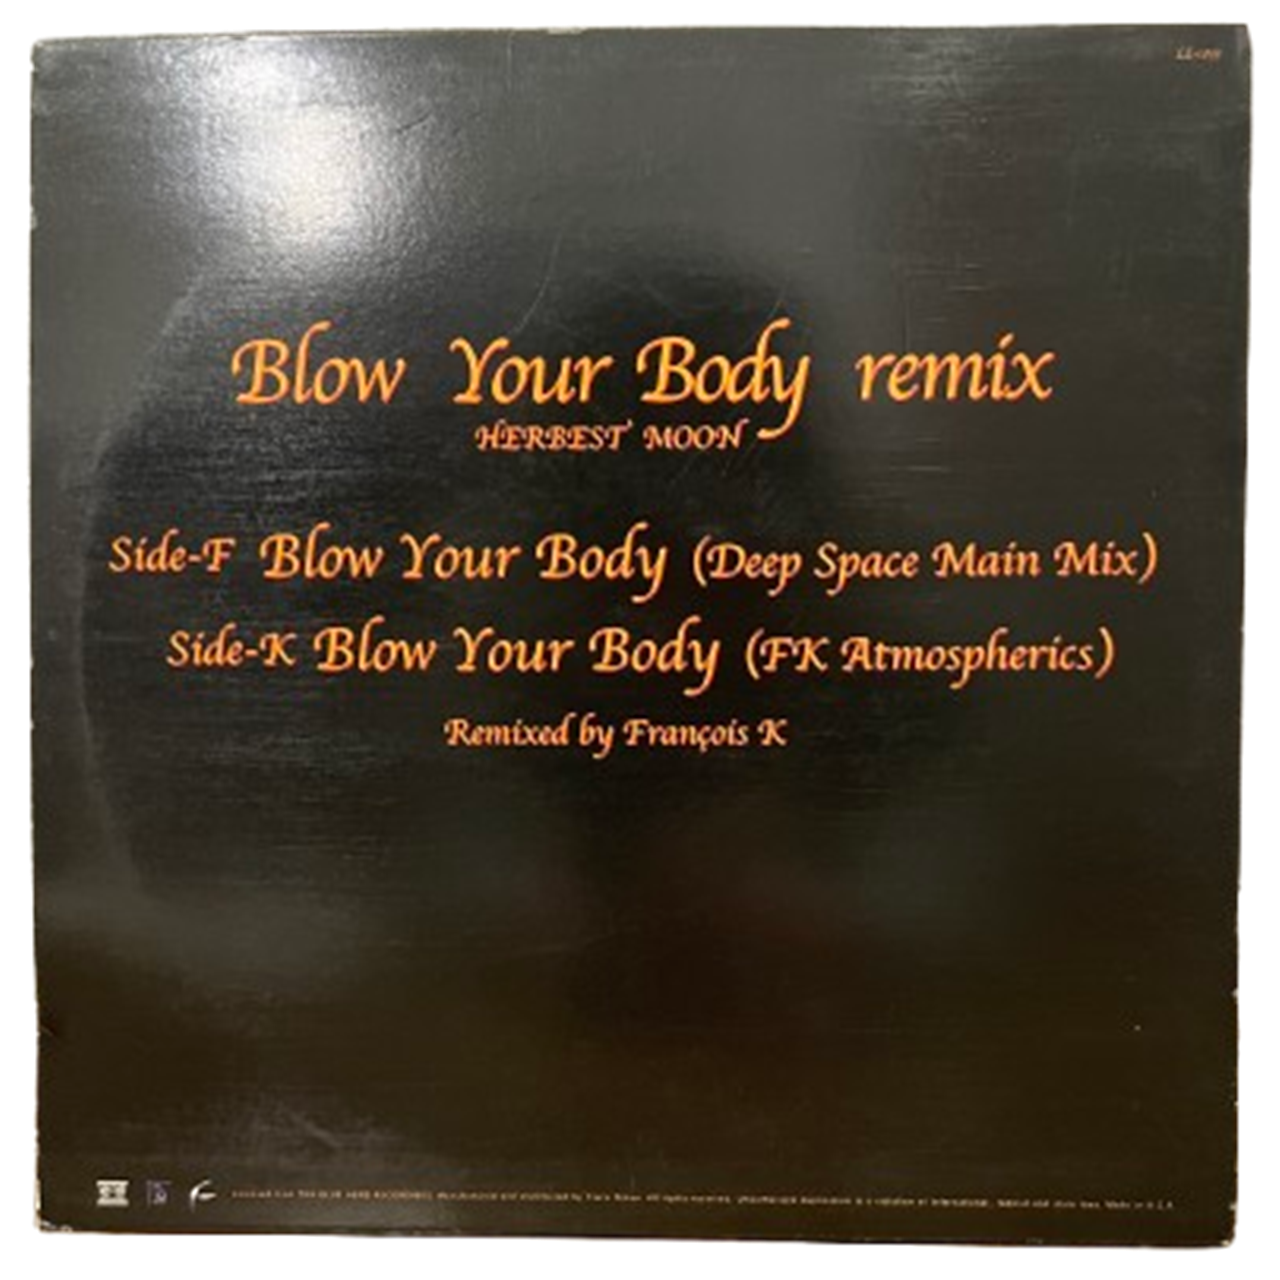 Blow Your Body remix
HERBEST MOON
Side-F Blow Your Body (Deep Space Main Mix)
Side-K Blow Your Body (FK Atmospherics)
Remixed by François K